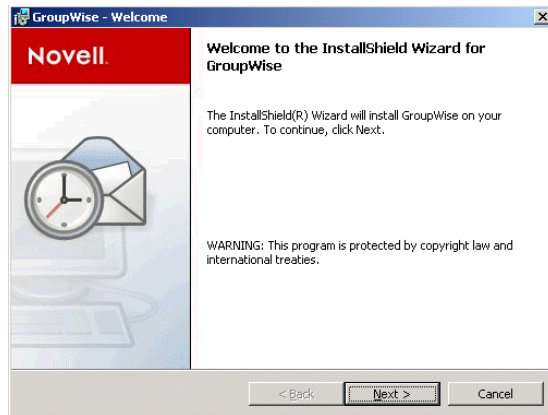 GroupWise - Welcome
Novell.
Welcome to the InstallShield Wizard for
GroupWise
The InstallShield(R) Wizard will install GroupWise on your
computer. To continue, click Next.
WARNING: This program is protected by copyright law and
international treaties.
< Back
Next >
Cancel